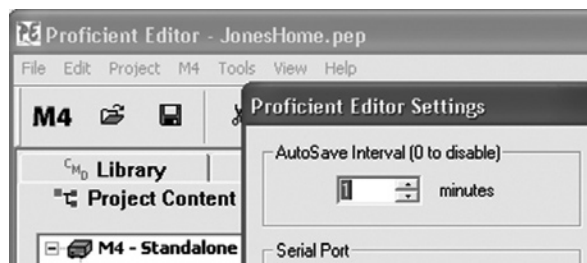 Proficient Editor - JonesHome.pep
File Edit Project M4 Tools View Help
M4
Proficient Editor Settings
AutoSave Interval (0 to disable)
1 minutes
CMD Library
Project Content
M4 - Standalone
Serial Port